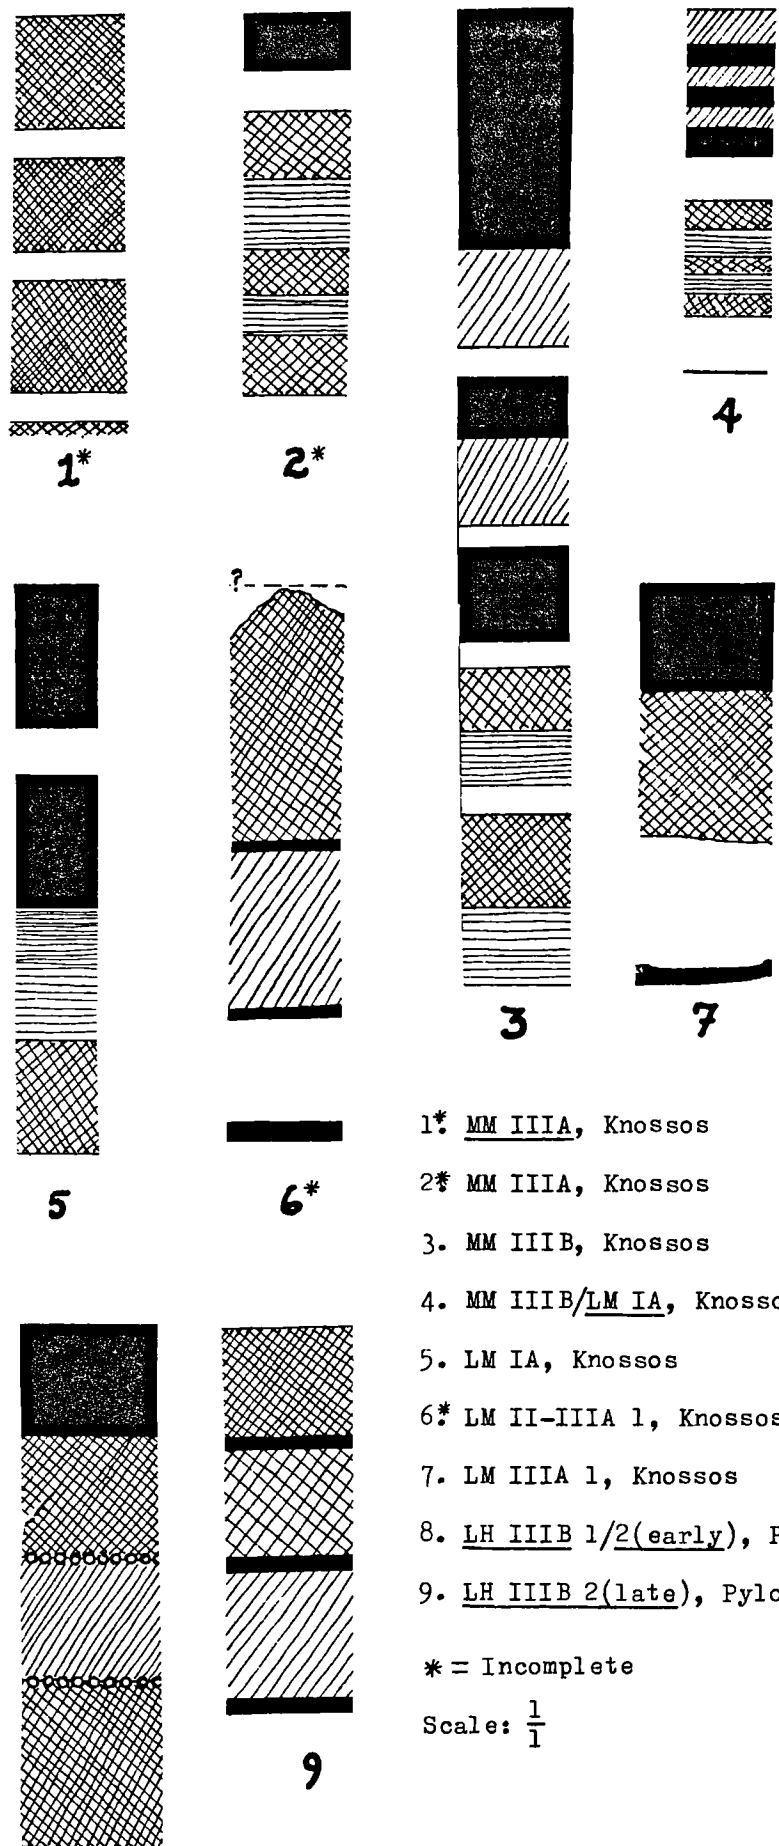 1*
2*
4
?
3
7
5
6*
1* MM IIIA, Knossos
2* MM IIIA, Knossos
3. MM IIIB, Knossos
4. MM IIIB/LM IA, Knosso
5. LM IA, Knossos
6* LM II-IIIA 1, Knossos
7. LM IIIA 1, Knossos
8. LH IIIB 1/2(early), P
9. LH IIIB 2(late), Pylo
* = Incomplete
Scale: 1/1
9